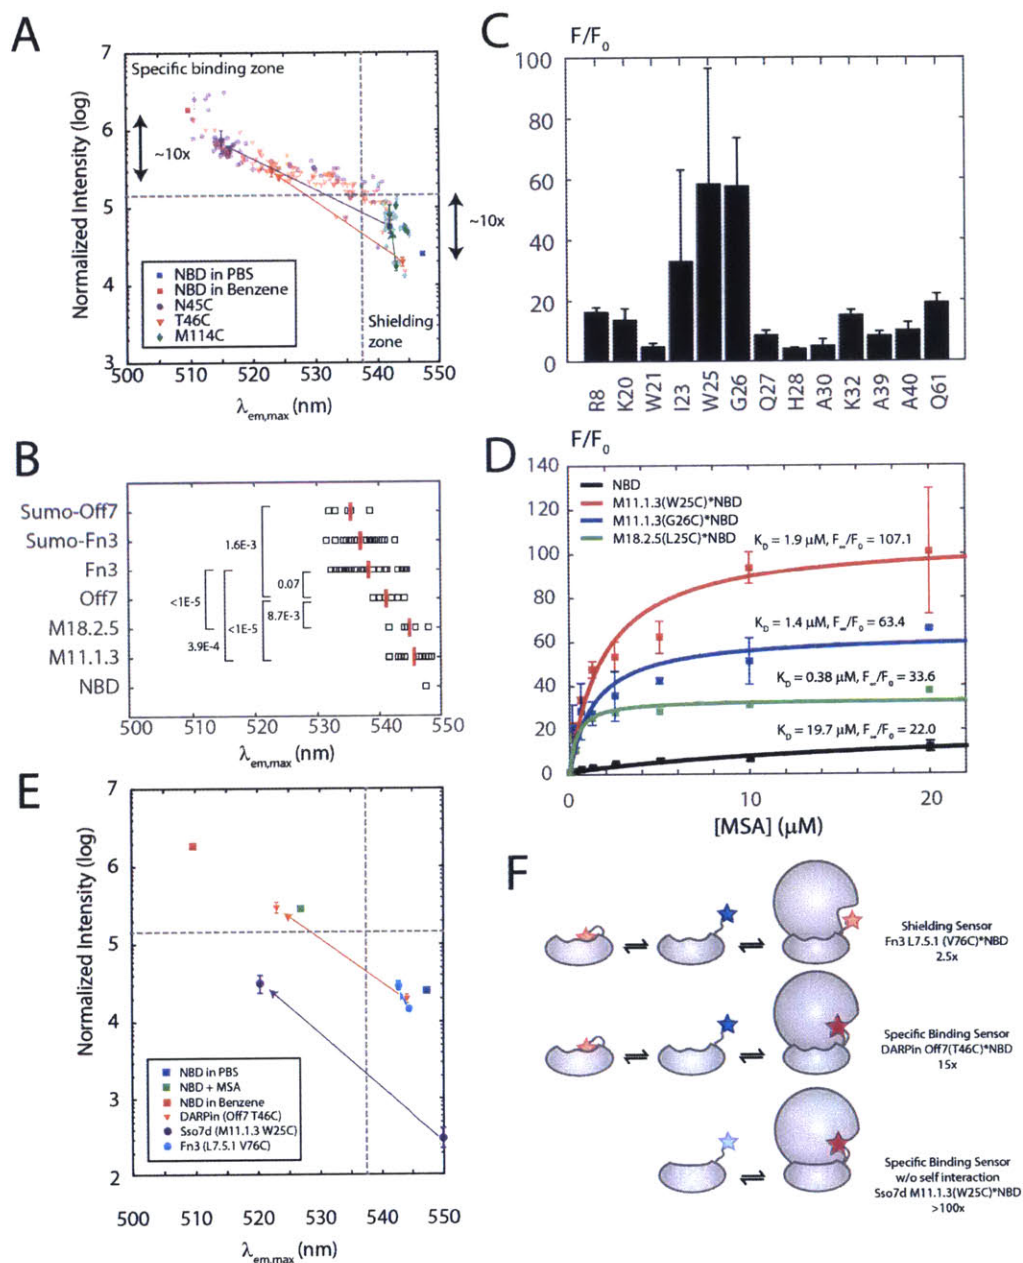 A
7
6
5
4
3
Normalized Intensity (log)
Specific binding zone
~10x
~10x
NBD in PBS
NBD in Benzene
N45C
T46C
M114C
Shielding
zone
500 510 520 530 540 550
λem,max (nm)
C
F/F0
100
80
60
40
20
0
R8 K20 W21 I23 W25 G26 Q27 H28 A30 K32 A39 A40 Q61
B
Sumo-Off7
Sumo-Fn3
Fn3
Off7
M18.2.5
M11.1.3
NBD
1.6E-3
0.07
<1E-5
<1E-5
8.7E-3
3.9E-4
500 510 520 530 540 550
λem,max (nm)
D
F/F0
140
120
100
80
60
40
20
0
NBD
M11.1.3(W25C)*NBD
M11.1.3(G26C)*NBD
M18.2.5(L25C)*NBD
KD = 1.9 μM, F∞/F0 = 107.1
KD = 1.4 μM, F∞/F0 = 63.4
KD = 0.38 μM, F∞/F0 = 33.6
KD = 19.7 μM, F∞/F0 = 22.0
0 10 20
[MSA] (μM)
E
7
6
5
4
3
2
Normalized Intensity (log)
NBD in PBS
NBD + MSA
NBD in Benzene
DARPin (Off7 T46C)
Sso7d (M11.1.3 W25C)
Fn3 (L7.5.1 V76C)
500 510 520 530 540 550
λem,max (nm)
F
Shielding Sensor
Fn3 L7.5.1 (V76C)*NBD
2.5x
Specific Binding Sensor
DARPin Off7(T46C)*NBD
15x
Specific Binding Sensor
w/o self interaction
Sso7d M11.1.3(W25C)*NBD
>100x